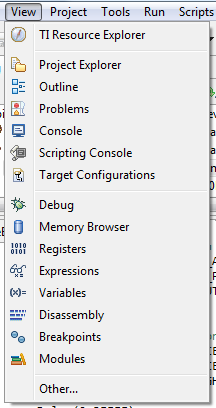 View Project Tools Run Scripts
TI Resource Explorer
Project Explorer
Outline
Problems
Console
Scripting Console
Target Configurations
Debug
Memory Browser
Registers
Expressions
Variables
Disassembly
Breakpoints
Modules
Other...